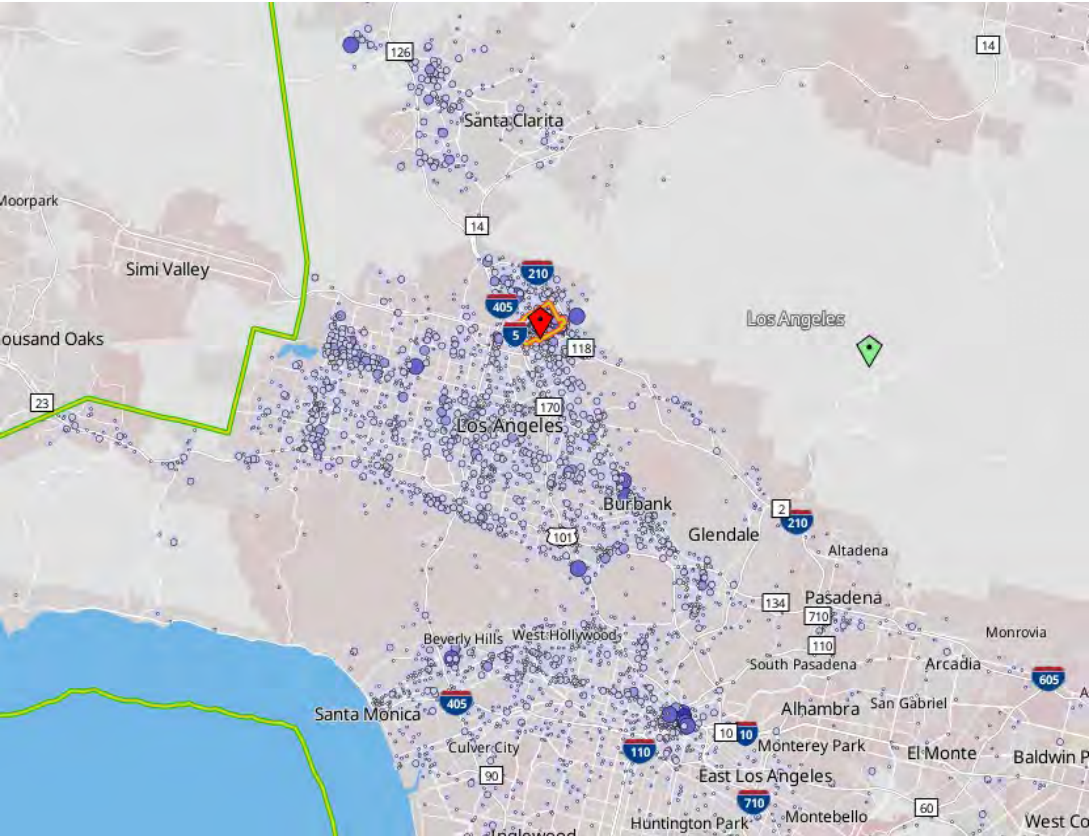 126
14
Santa Clarita
Moorpark
14
Simi Valley
210
405
5
Los Angeles
ousand Oaks
118
23
170
Los Angeles
Burbank
2
210
101
Glendale
Altadena
134
Pasadena
710
110
Monrovia
Beverly Hills
West Hollywood
South Pasadena
Arcadia
605
405
Santa Monica
Alhambra
San Gabriel
110
10
10
Culver City
Monterey Park
El Monte
Baldwin P
90
East Los Angeles
710
60
Inglewood
Huntington Park
Montebello
West Co